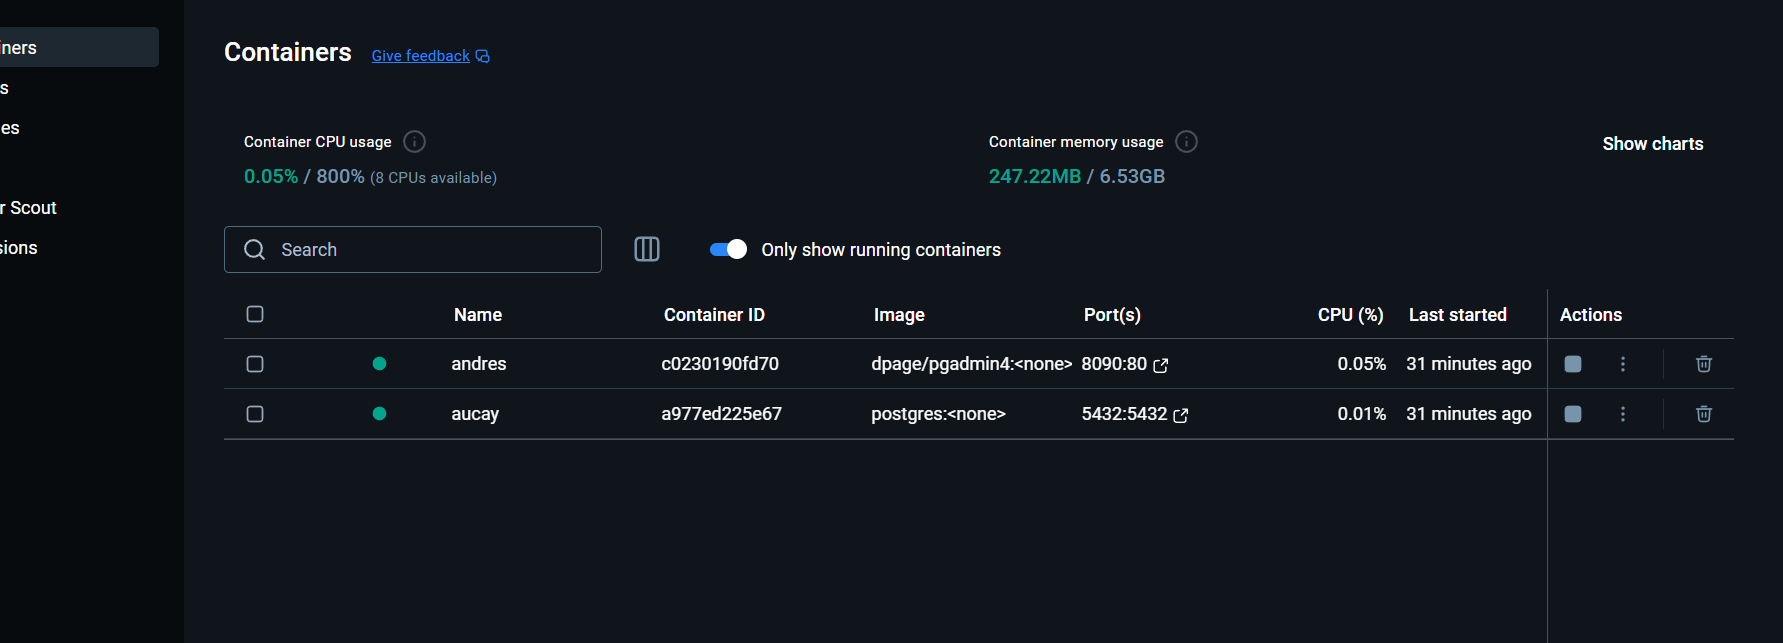 iners
s
es
r Scout
sions
Containers Give feedback
Container CPU usage
0.05% / 800% (8 CPUs available)
Container memory usage
247.22MB / 6.53GB
Show charts
Search
Only show running containers
Name Container ID Image Port(s) CPU (%) Last started Actions
andres c0230190fd70 dpage/pgadmin4:<none> 8090:80 0.05% 31 minutes ago
aucay a977ed225e67 postgres:<none> 5432:5432 0.01% 31 minutes ago